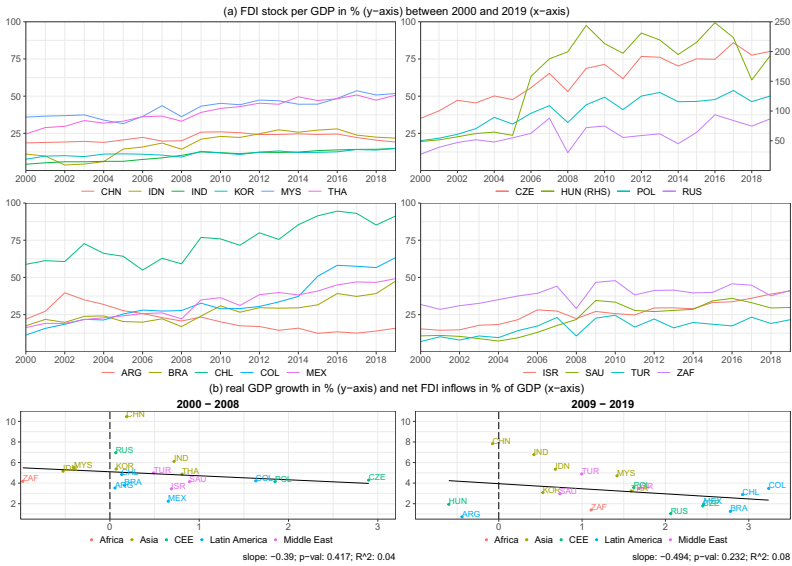 (a) FDI stock per GDP in % (y−axis) between 2000 and 2019 (x−axis)
100
75
50
25
2000 2002 2004 2006 2008 2010 2012 2014 2016 2018
CHN IDN IND KOR MYS THA
100
75
50
25
250
200
150
100
50
2000 2002 2004 2006 2008 2010 2012 2014 2016 2018
CZE HUN (RHS) POL RUS
100
75
50
25
2000 2002 2004 2006 2008 2010 2012 2014 2016 2018
ARG BRA CHL COL MEX
100
75
50
25
2000 2002 2004 2006 2008 2010 2012 2014 2016 2018
ISR SAU TUR ZAF
(b) real GDP growth in % (y−axis) and net FDI inflows in % of GDP (x−axis)
2000 − 2008
10
8
6
4
2
CHN
RUS
IND
MYS
KOR
TUR
THA
CHL
ZAF
ARG
BRA
SAU
ISR
MEX
COL
POL
CZE
0 1 2 3
Africa Asia CEE Latin America Middle East
slope: −0.39; p−val: 0.417; R^2: 0.04
2009 − 2019
10
8
6
4
2
CHN
IND
IDN
TUR
MYS
KOR
SAU
POL
ISR
HUN
ARG
ZAF
RUS
MEX
CZE
BRA
CHL
COL
0 1 2 3
Africa Asia CEE Latin America Middle East
slope: −0.494; p−val: 0.232; R^2: 0.08